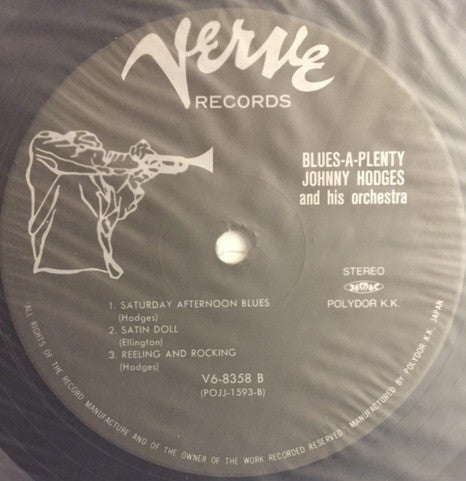 Verve
RECORDS
BLUES-A-PLENTY
JOHNNY HODGES
and his orchestra
STEREO
POLYDOR K.K.
1. SATURDAY AFTERNOON BLUES
(Hodges)
2. SATIN DOLL
(Ellington)
3. REELING AND ROCKING
(Hodges)
V6-8358 B
(POJJ-1593-B)
"ALL RIGHTS OF THE RECORD MANUFACTURE AND OF THE OWNER OF THE WORK RECORDED RESERVED" MANUFACTURED BY POLYDOR K.K. JAPAN